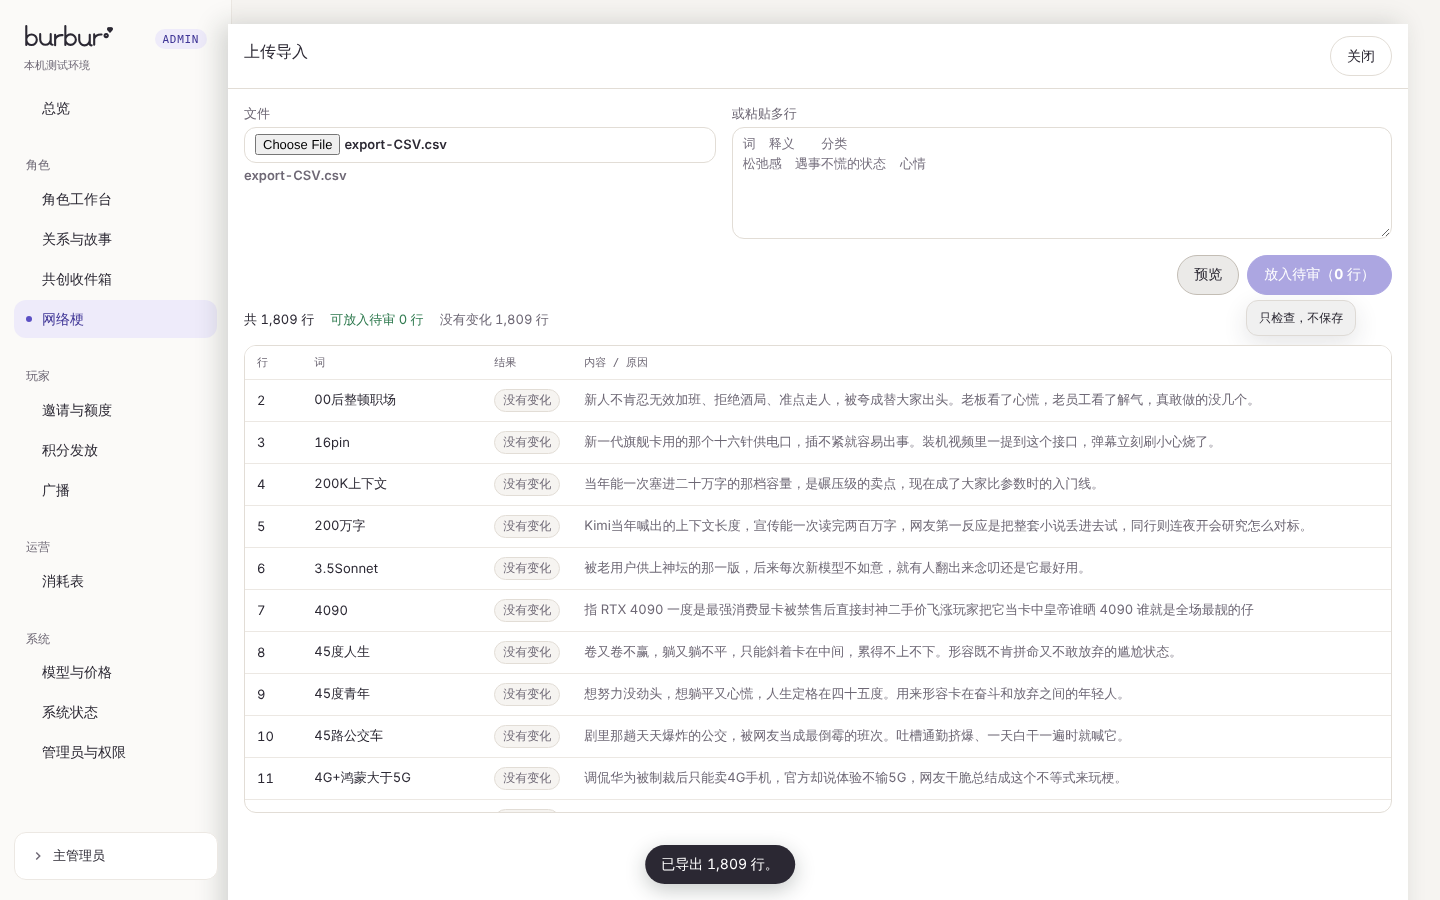 burbur
ADMIN
本机测试环境
总览
角色
角色工作台
关系与故事
共创收件箱
网络梗
玩家
邀请与额度
积分发放
广播
运营
消耗表
系统
模型与价格
系统状态
管理员与权限
主管理员
上传导入
关闭
文件
Choose File export-CSV.csv
export-CSV.csv
或粘贴多行
词 释义 分类
松弛感 遇事不慌的状态 心情
预览
放入待审（0 行）
共 1,809 行 可放入待审 0 行 没有变化 1,809 行
只检查，不保存
行 词 结果 内容 / 原因
2 00后整顿职场 没有变化 新人不肯忍无效加班、拒绝酒局、准点走人，被夸成替大家出头。老板看了心慌，老员工看了解气，真敢做的没几个。
3 16pin 没有变化 新一代旗舰卡用的那个十六针供电口，插不紧就容易出事。装机视频里一提到这个接口，弹幕立刻刷小心烧了。
4 200K上下文 没有变化 当年能一次塞进二十万字的那档容量，是碾压级的卖点，现在成了大家比参数时的入门线。
5 200万字 没有变化 Kimi当年喊出的上下文长度，宣传能一次读完两百万字，网友第一反应是把整套小说丢进去试，同行则连夜开会研究怎么对标。
6 3.5Sonnet 没有变化 被老用户供上神坛的那一版，后来每次新模型不如意，就有人翻出来念叨还是它最好用。
7 4090 没有变化 指 RTX 4090 一度是最强消费显卡被禁售后直接封神二手价飞涨玩家把它当卡中皇帝谁晒 4090 谁就是全场最靓的仔
8 45度人生 没有变化 卷又卷不赢，躺又躺不平，只能斜着卡在中间，累得不上不下。形容既不肯拼命又不敢放弃的尴尬状态。
9 45度青年 没有变化 想努力没劲头，想躺平又心慌，人生定格在四十五度。用来形容卡在奋斗和放弃之间的年轻人。
10 45路公交车 没有变化 剧里那趟天天爆炸的公交，被网友当成最倒霉的班次。吐槽通勤挤爆、一天白干一遍时就喊它。
11 4G+鸿蒙大于5G 没有变化 调侃华为被制裁后只能卖4G手机，官方却说体验不输5G，网友干脆总结成这个不等式来玩梗。
已导出 1,809 行。